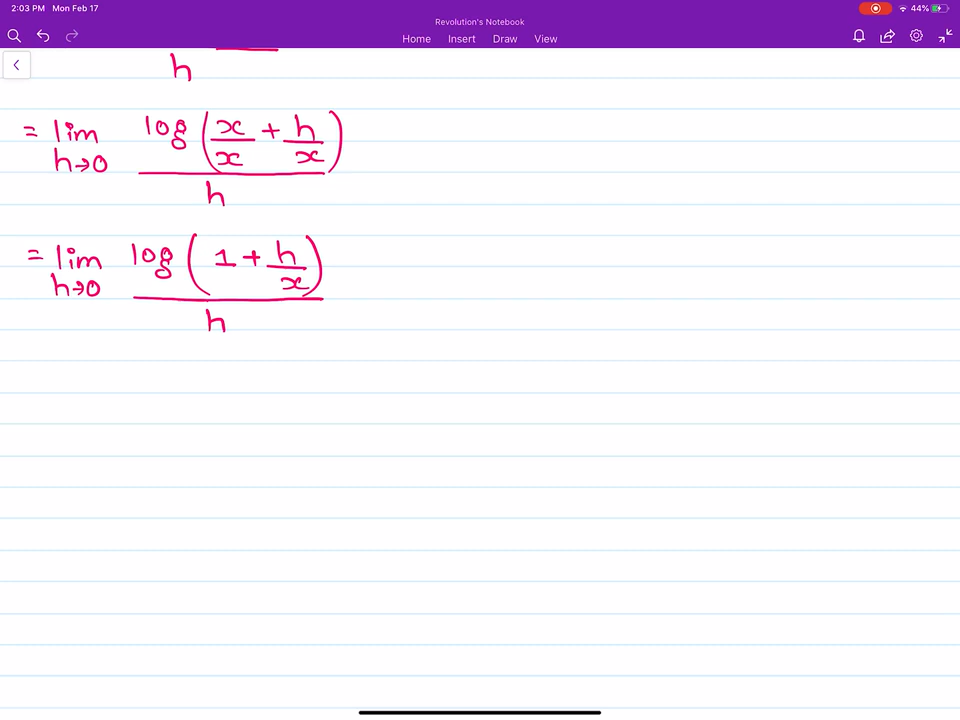 2:03 PM Mon Feb 17
44%
Revolution's Notebook
Home Insert Draw View
h
= lim h→0 log(x/x + h/x) / h
= lim h→0 log(1 + h/x) / h